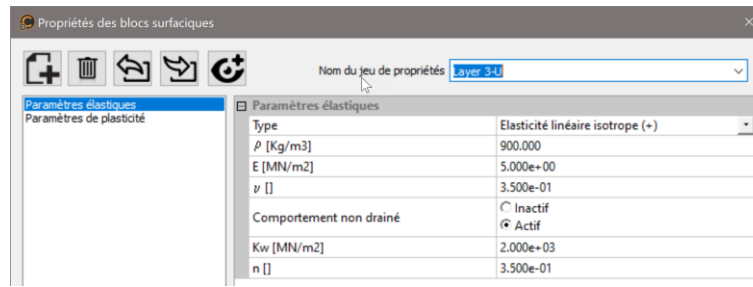 Propriétés des blocs surfaciques
Nom du jeu de propriétés Layer 3-U
Paramètres élastiques
Paramètres de plasticité
Paramètres élastiques
Type Elasticité linéaire isotrope (+)
ρ [Kg/m3] 900.000
E [MN/m2] 5.000e+00
ν [] 3.500e-01
Comportement non drainé
Inactif
Actif
Kw [MN/m2] 2.000e+03
n [] 3.500e-01